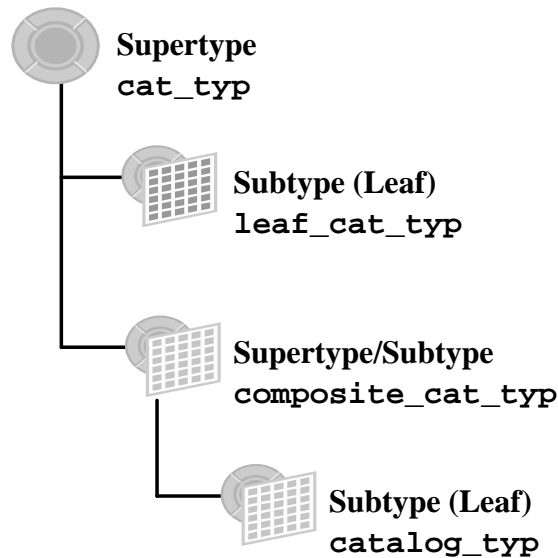 Supertype
cat_typ
Subtype (Leaf)
leaf_cat_typ
Supertype/Subtype
composite_cat_typ
Subtype (Leaf)
catalog_typ